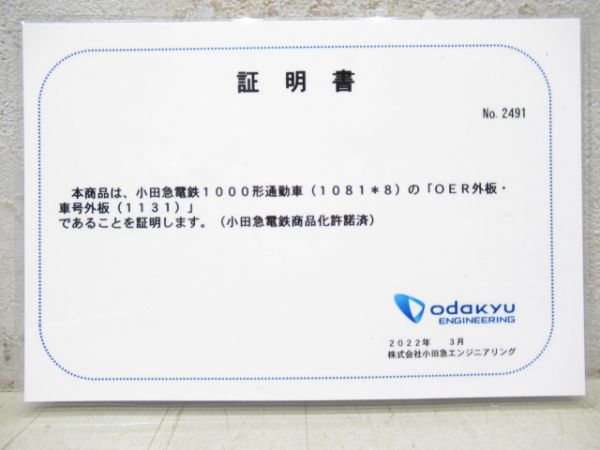 証明書
No. 2491
本商品は、小田急電鉄１０００形通勤車（１０８１＊８）の「ＯＥＲ外板・
車号外板（１１３１）」
であることを証明します。（小田急電鉄商品化許諾済）
odakyu
ENGINEERING
２０２２年　３月
株式会社小田急エンジニアリング